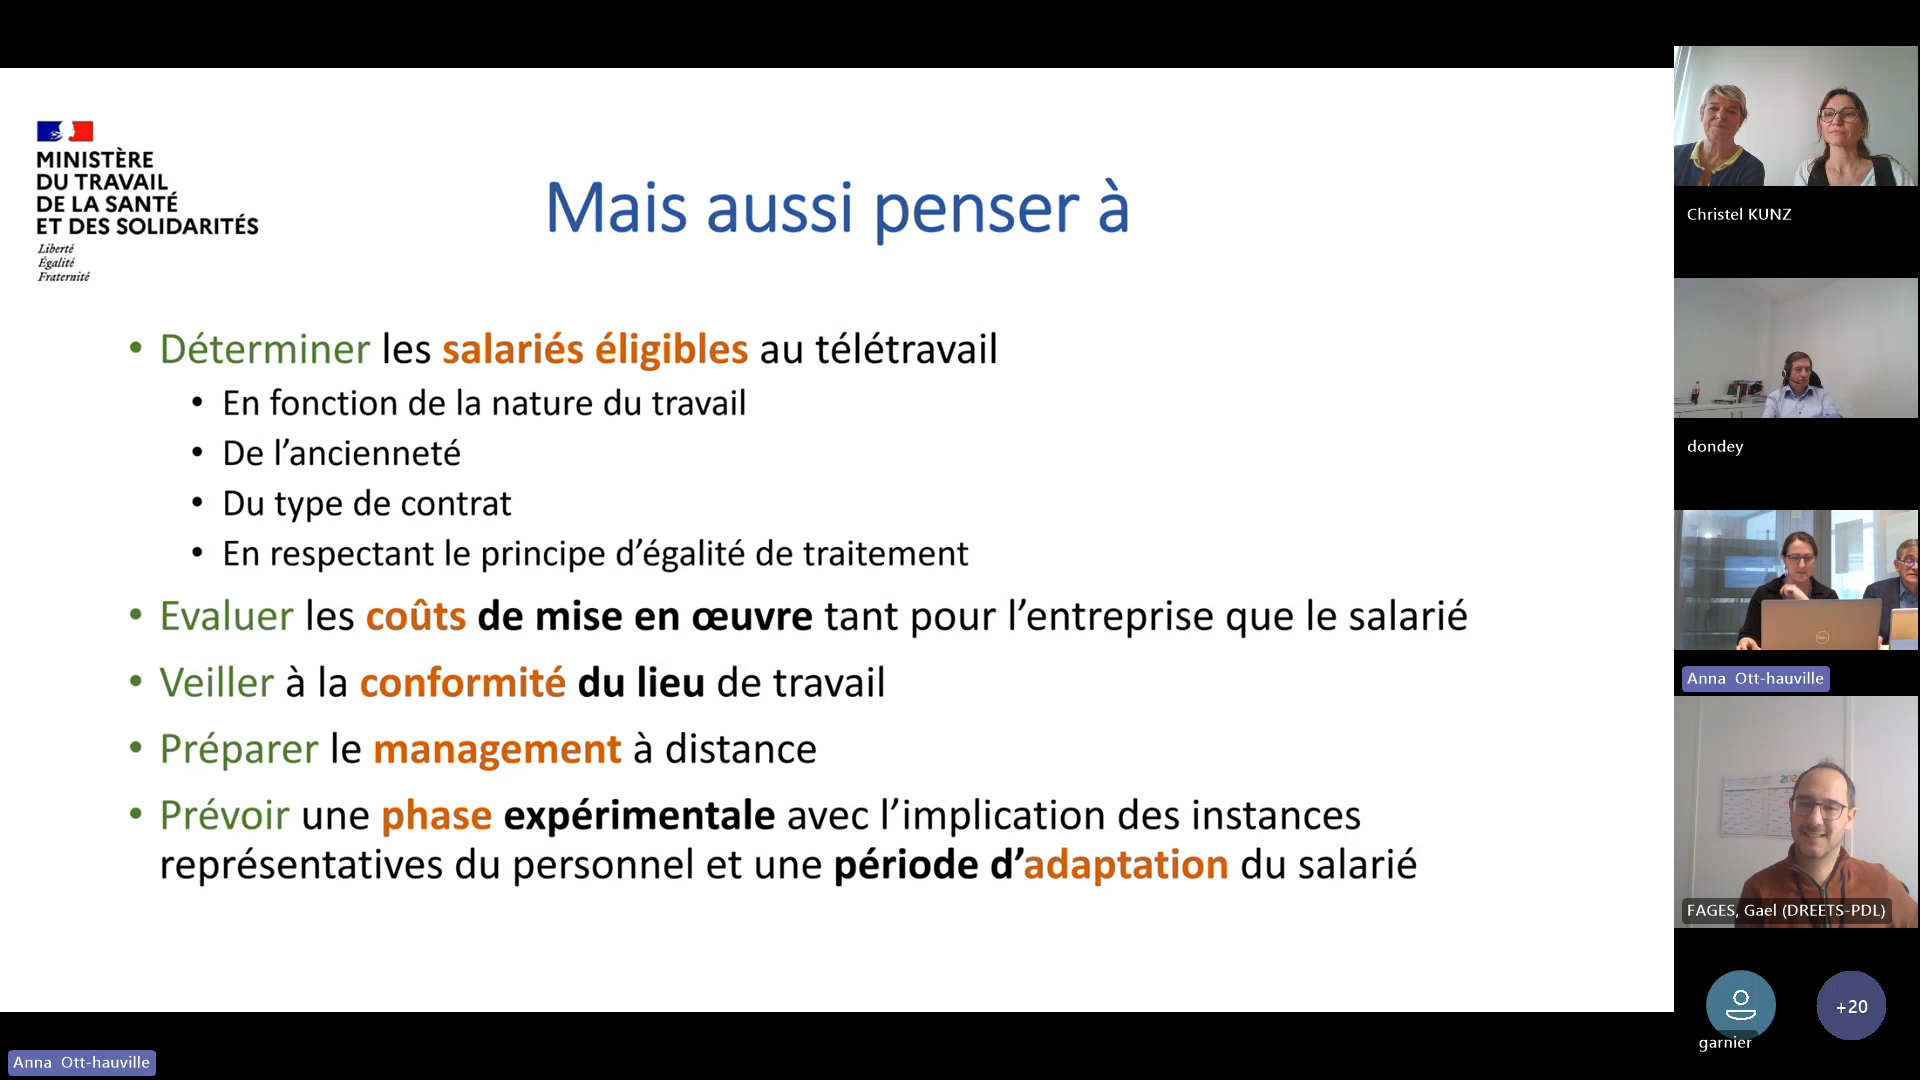 MINISTÈRE
DU TRAVAIL
DE LA SANTÉ
ET DES SOLIDARITÉS
Liberté
Égalité
Fraternité
Mais aussi penser à
• Déterminer les salariés éligibles au télétravail
• En fonction de la nature du travail
• De l’ancienneté
• Du type de contrat
• En respectant le principe d’égalité de traitement
• Evaluer les coûts de mise en œuvre tant pour l’entreprise que le salarié
• Veiller à la conformité du lieu de travail
• Préparer le management à distance
• Prévoir une phase expérimentale avec l’implication des instances
représentatives du personnel et une période d’adaptation du salarié
Christel KUNZ
dondey
Anna Ott-hauville
FAGES, Gael (DREETS-PDL)
garnier
+20
Anna Ott-hauville